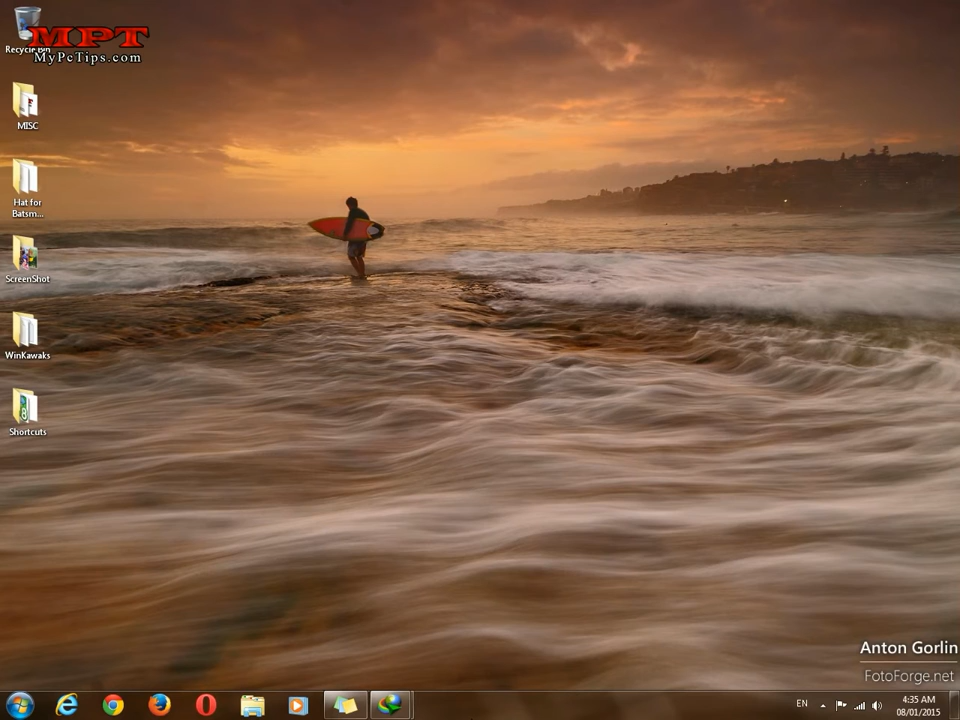 Recycle Bin
MPT
MyPcTips.com
MISC
Hat for
Batsm...
ScreenShot
WinKawaks
Shortcuts
Anton Gorlin
FotoForge.net
EN
4:35 AM
08/01/2015